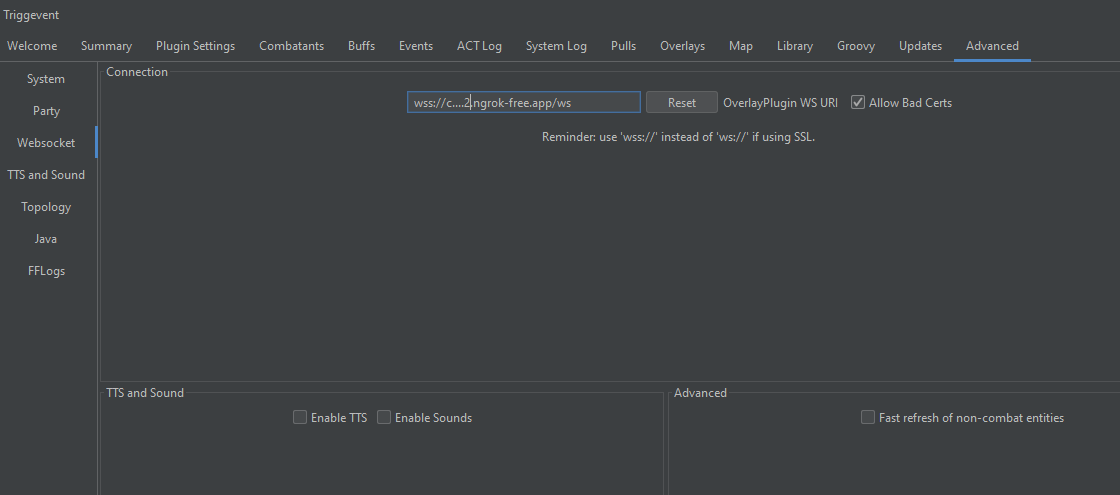 Triggevent
Welcome Summary Plugin Settings Combatants Buffs Events ACT Log System Log Pulls Overlays Map Library Groovy Updates Advanced
System
Party
Websocket
TTS and Sound
Topology
Java
FFLogs
Connection
wss://c....2.ngrok-free.app/ws Reset OverlayPlugin WS URI Allow Bad Certs
Reminder: use 'wss://' instead of 'ws://' if using SSL.
TTS and Sound
Enable TTS Enable Sounds
Advanced
Fast refresh of non-combat entities